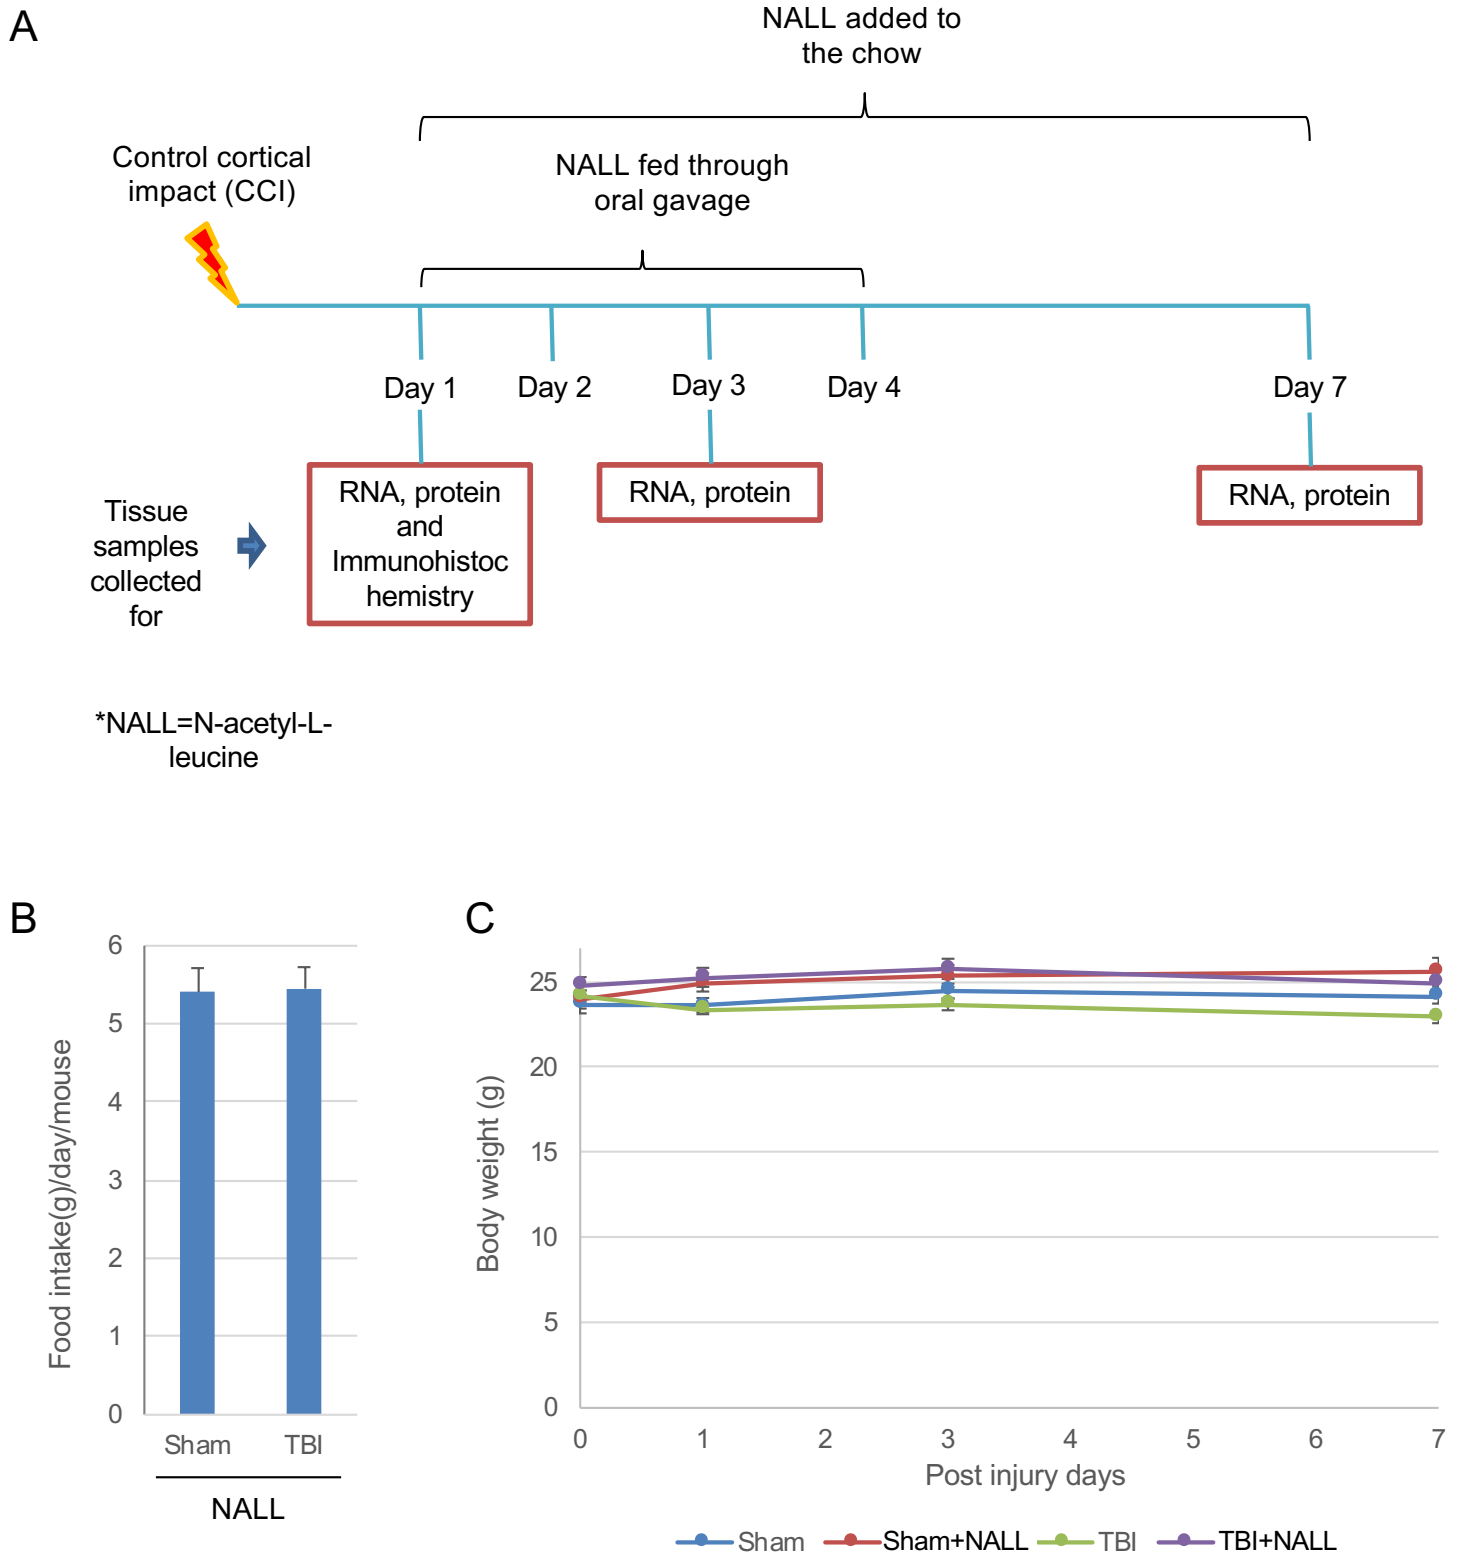 A
NALL added to
the chow
Control cortical
impact (CCI)
NALL fed through
oral gavage
Day 1
Day 2
Day 3
Day 4
Day 7
Tissue
samples
collected
for
RNA, protein
and
Immunohistoc
hemistry
RNA, protein
RNA, protein
*NALL=N-acetyl-L-
leucine
B
Food intake(g)/day/mouse
6
5
4
3
2
1
0
Sham
TBI
NALL
C
Body weight (g)
25
20
15
10
5
0
0 1 2 3 4 5 6 7
Post injury days
Sham Sham+NALL TBI TBI+NALL